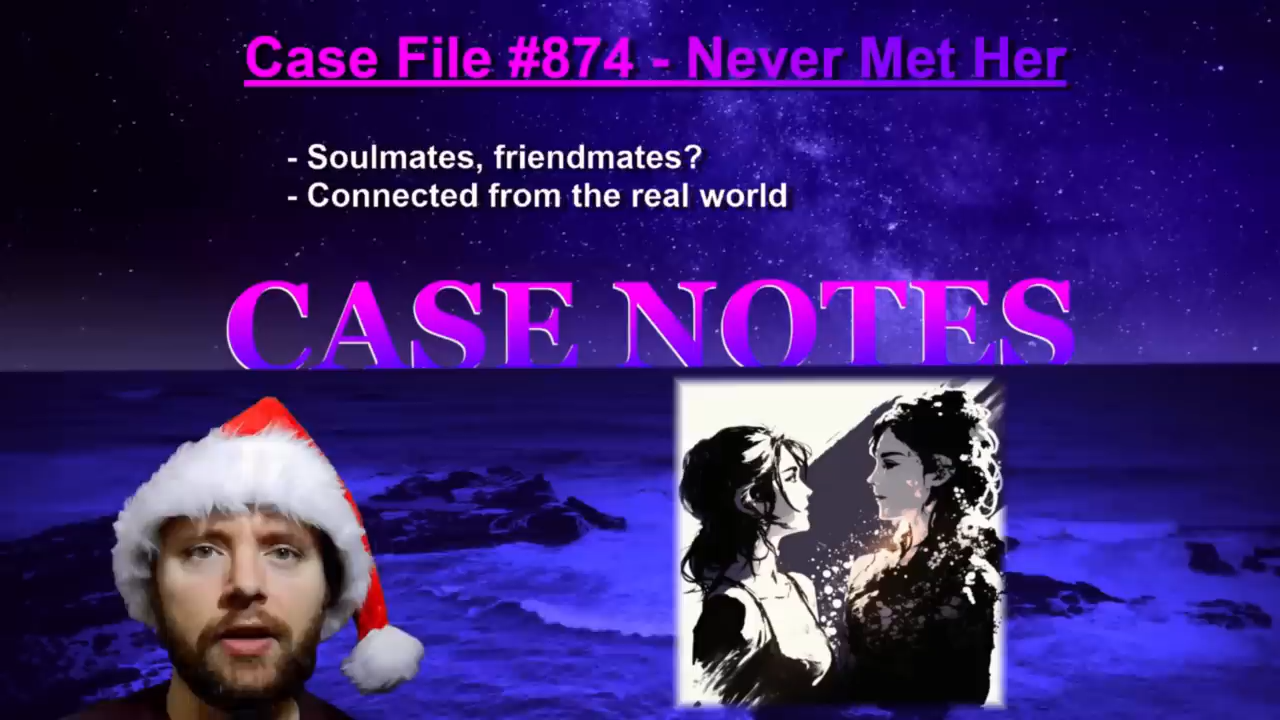 Case File #874 - Never Met Her
- Soulmates, friendmates?
- Connected from the real world
CASE NOTES